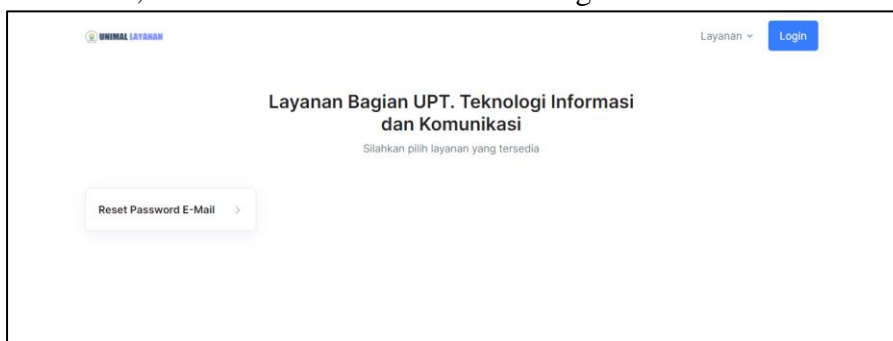 UNIMAL LAYANAN
Layanan
Login
Layanan Bagian UPT. Teknologi Informasi
dan Komunikasi
Silahkan pilih layanan yang tersedia
Reset Password E-Mail